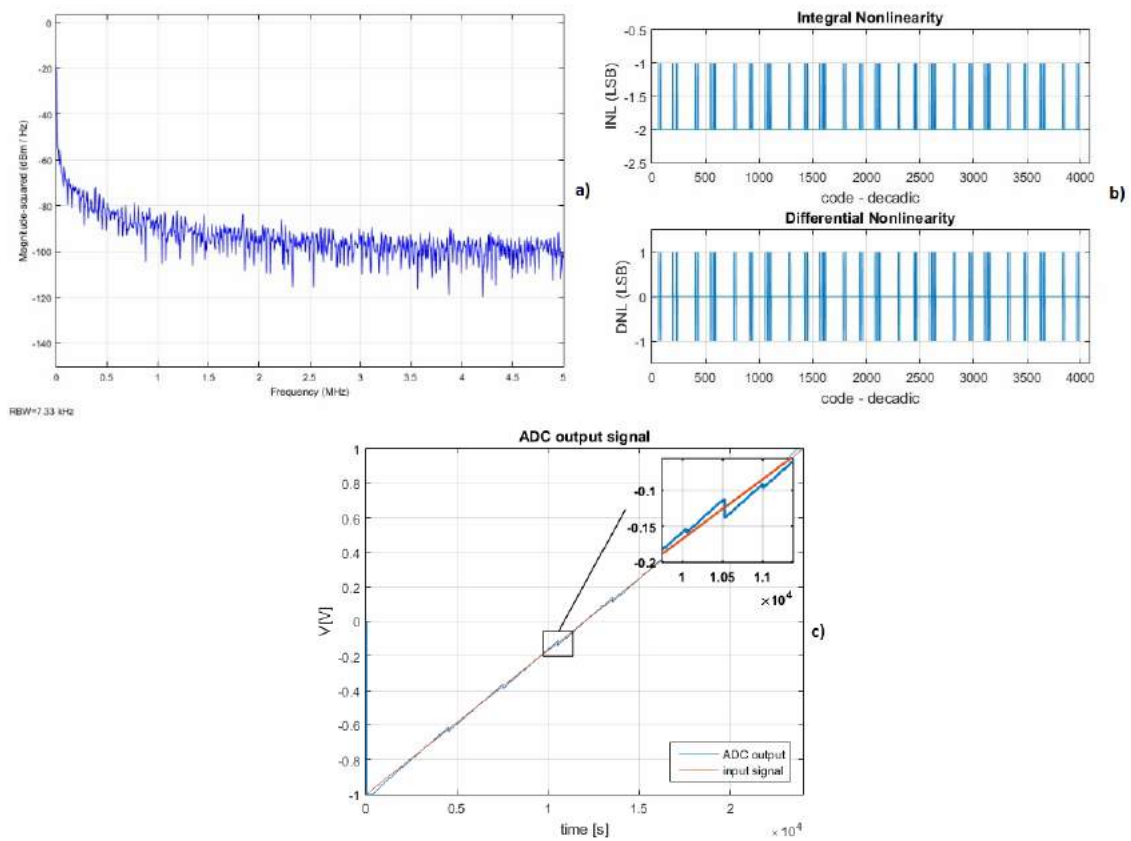 0
-20
-40
-60
-80
-100
-120
-140
Magnitude-squared (dBm / Hz)
0 0.5 1 1.5 2 2.5 3 3.5 4 4.5 5
Frequency (MHz)
RBW=7.33 kHz
a)
Integral Nonlinearity
-0.5
-1
-1.5
-2
-2.5
INL (LSB)
0 500 1000 1500 2000 2500 3000 3500 4000
code - decadic
b)
Differential Nonlinearity
1
0
-1
DNL (LSB)
0 500 1000 1500 2000 2500 3000 3500 4000
code - decadic
ADC output signal
1
0.8
0.6
0.4
0.2
0
-0.2
-0.4
-0.6
-0.8
-1
V[V]
-0.1
-0.15
-0.2
1 1.05 1.1
×10⁴
c)
ADC output
input signal
0 0.5 1 1.5 2
time [s]
×10⁴